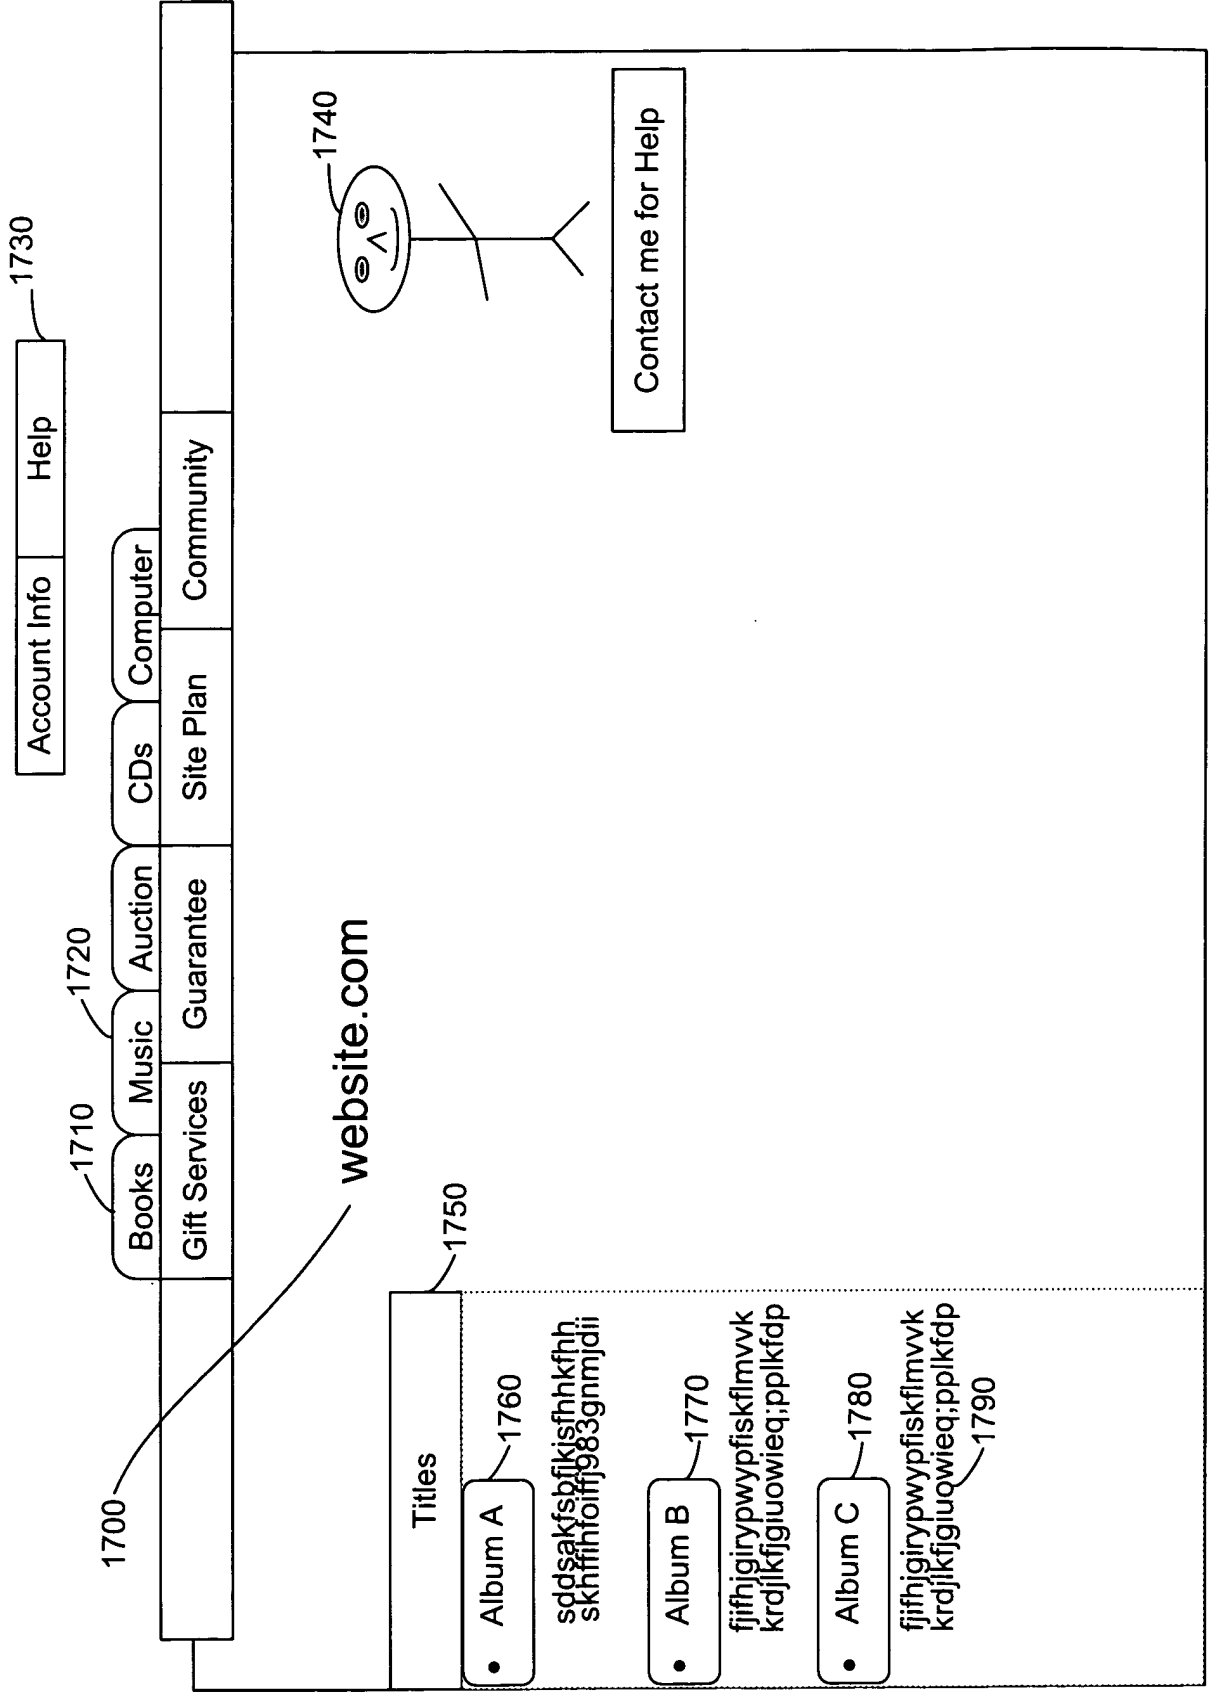 Account Info Help
1730
1710
1720
Books Music Auction CDs Computer
Gift Services Guarantee Site Plan Community
1700
website.com
1740
Contact me for Help
1750
Titles
• Album A
1760
sddsakfsbfjkjsfhhkfhh
skhffihfoiffj983gnmjdii
• Album B
1770
fjifhjgirypwypfiskflmvvk
krdjlkfjgiuowieq;pplkfdp
• Album C
1780
fjifhjgirypwypfiskflmvvk
krdjlkfjgiuowieq;pplkfdp
1790